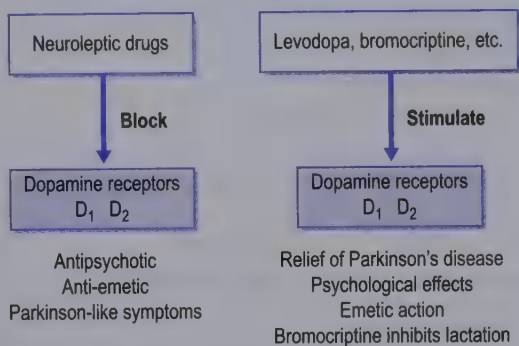 Neuroleptic drugs
Block
Dopamine receptors
D₁ D₂
Antipsychotic
Anti-emetic
Parkinson-like symptoms
Levodopa, bromocriptine, etc.
Stimulate
Dopamine receptors
D₁ D₂
Relief of Parkinson's disease
Psychological effects
Emetic action
Bromocriptine inhibits lactation